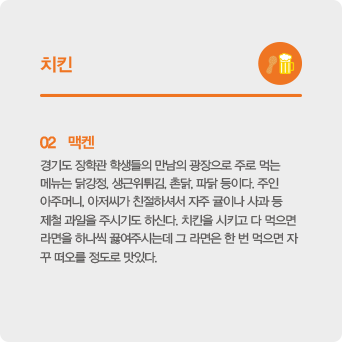 치킨
02 맥켄
경기도 장학관 학생들의 만남의 광장으로 주로 먹는
메뉴는 닭강정, 생근위튀김, 촌닭, 파닭 등이다. 주인
아주머니, 아저씨가 친절하셔서 자주 귤이나 사과 등
제철 과일을 주시기도 하신다. 치킨을 시키고 다 먹으면
라면을 하나씩 끓여주시는데 그 라면은 한 번 먹으면 자
꾸 떠오를 정도로 맛있다.